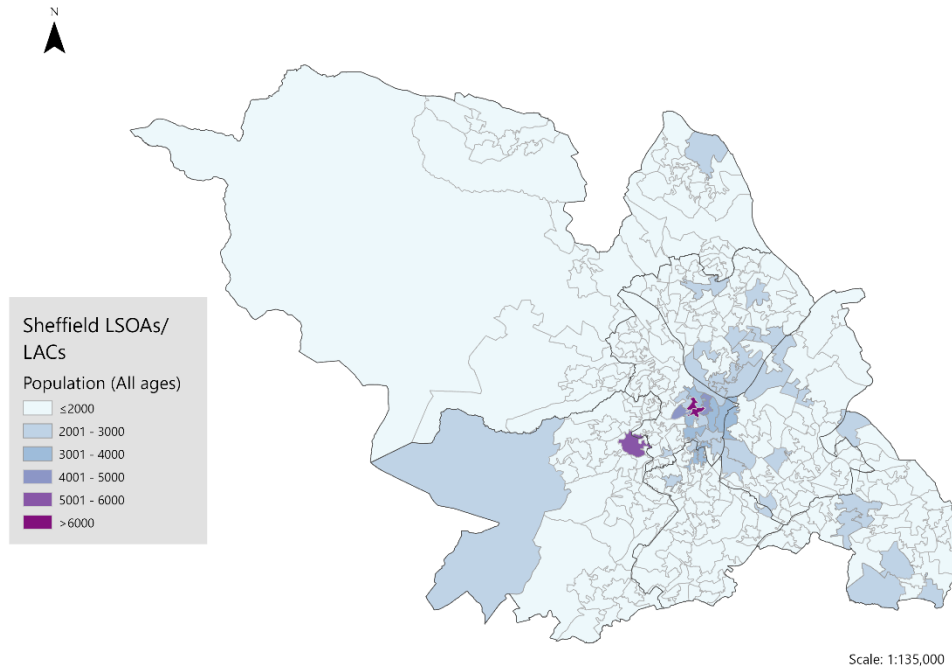 N
Sheffield LSOAs/
LACs
Population (All ages)
≤2000
2001 - 3000
3001 - 4000
4001 - 5000
5001 - 6000
>6000
Scale: 1:135,000